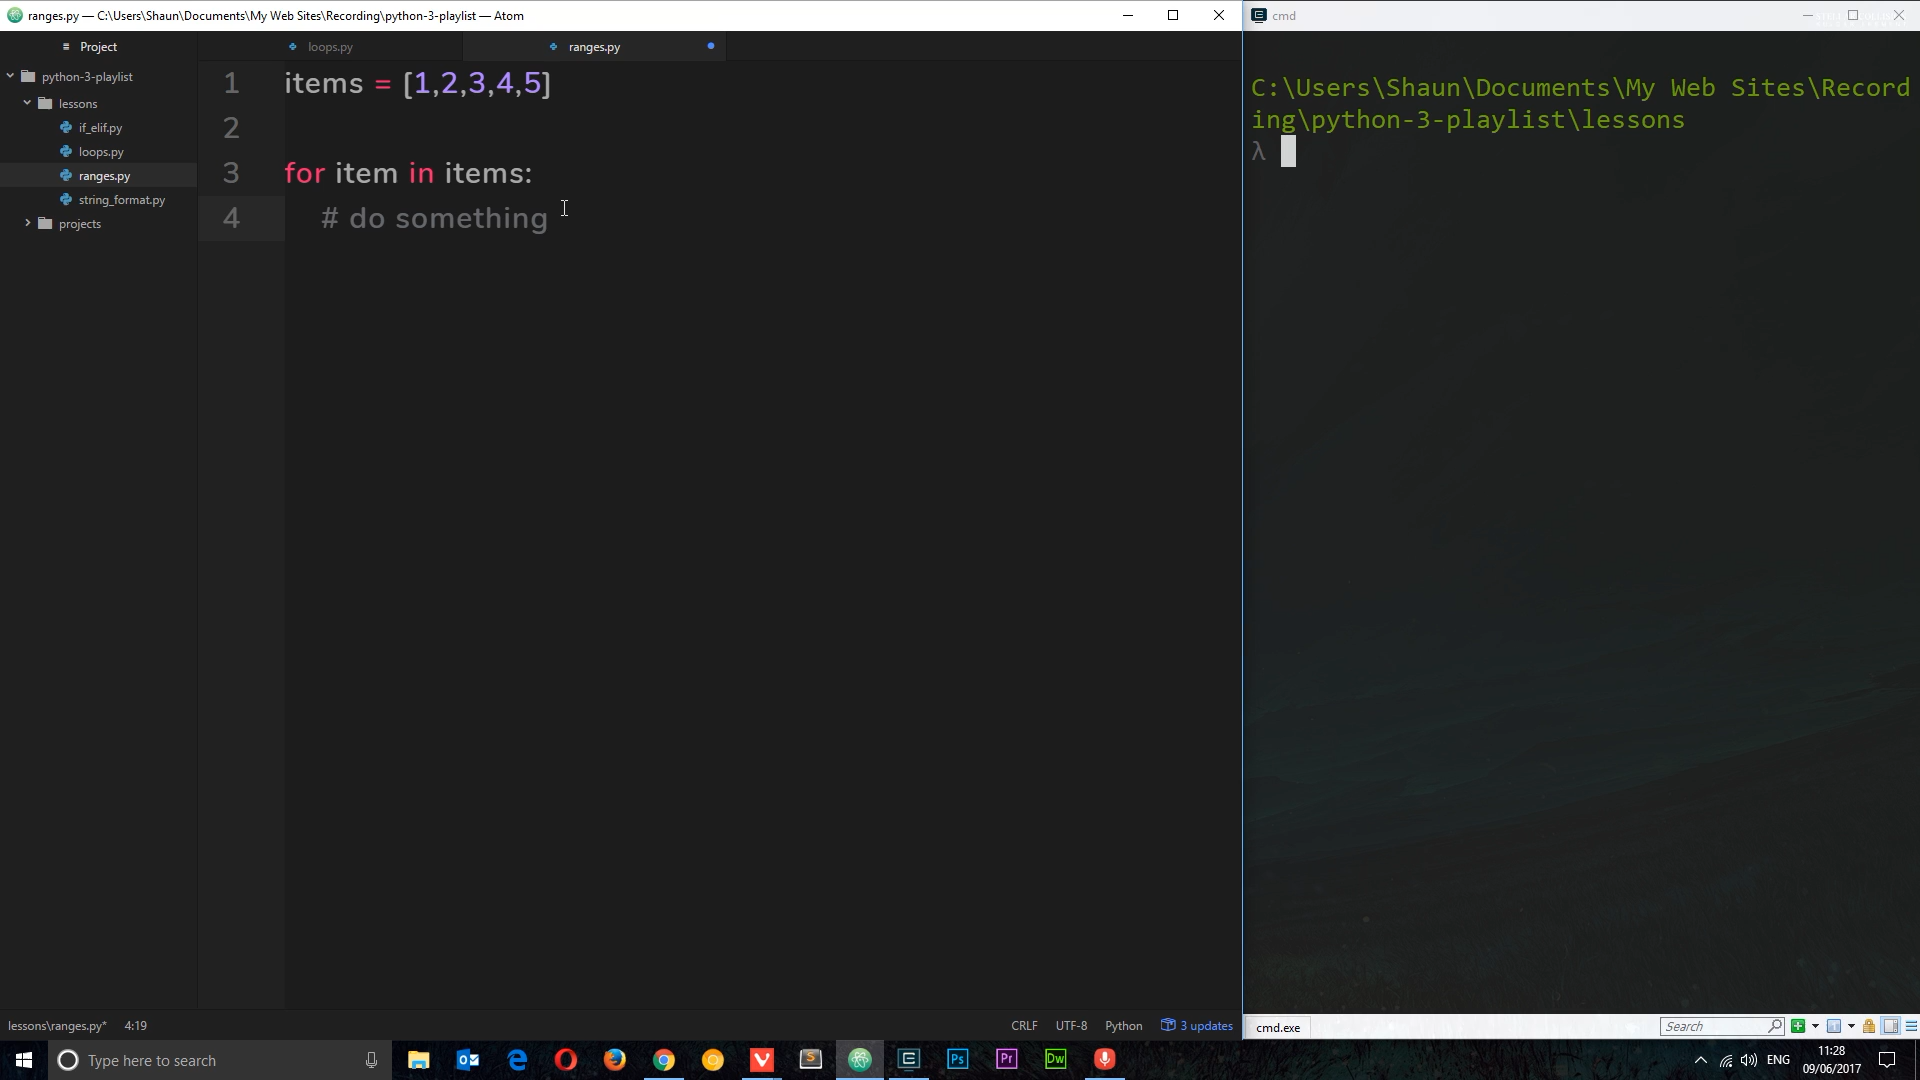 ranges.py — C:\Users\Shaun\Documents\My Web Sites\Recording\python-3-playlist — Atom
cmd
Project
loops.py
ranges.py
python-3-playlist
lessons
if_elif.py
loops.py
ranges.py
string_format.py
projects
1 items = [1,2,3,4,5]
2
3 for item in items:
4 # do something
C:\Users\Shaun\Documents\My Web Sites\Record
ing\python-3-playlist\lessons
λ
lessons\ranges.py* 4:19
CRLF UTF-8 Python 3 updates
cmd.exe
Search
Type here to search
Ps
Pr
Dw
ENG
11:28
09/06/2017